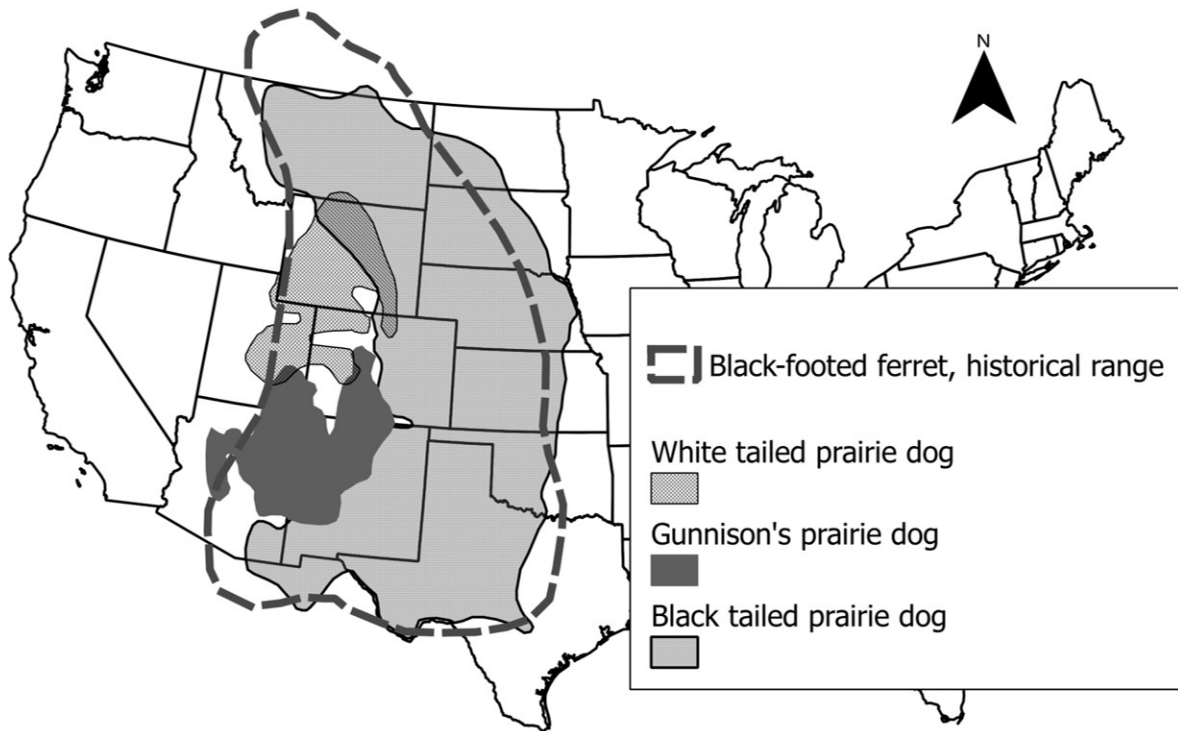 N
Black-footed ferret, historical range
White tailed prairie dog
Gunnison's prairie dog
Black tailed prairie dog